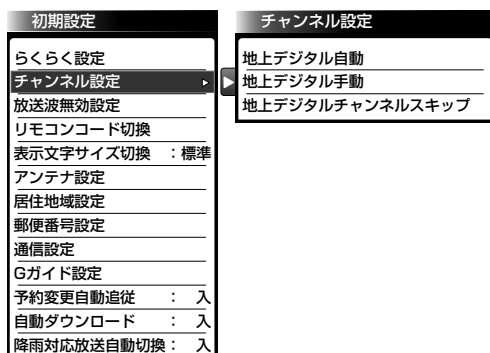 初期設定
らくらく設定
チャンネル設定
放送波無効設定
リモコンコード切換
表示文字サイズ切換 ：標準
アンテナ設定
居住地域設定
郵便番号設定
通信設定
Gガイド設定
予約変更自動追従 ： 入
自動ダウンロード ： 入
降雨対応放送自動切換： 入
チャンネル設定
地上デジタル自動
地上デジタル手動
地上デジタルチャンネルスキップ